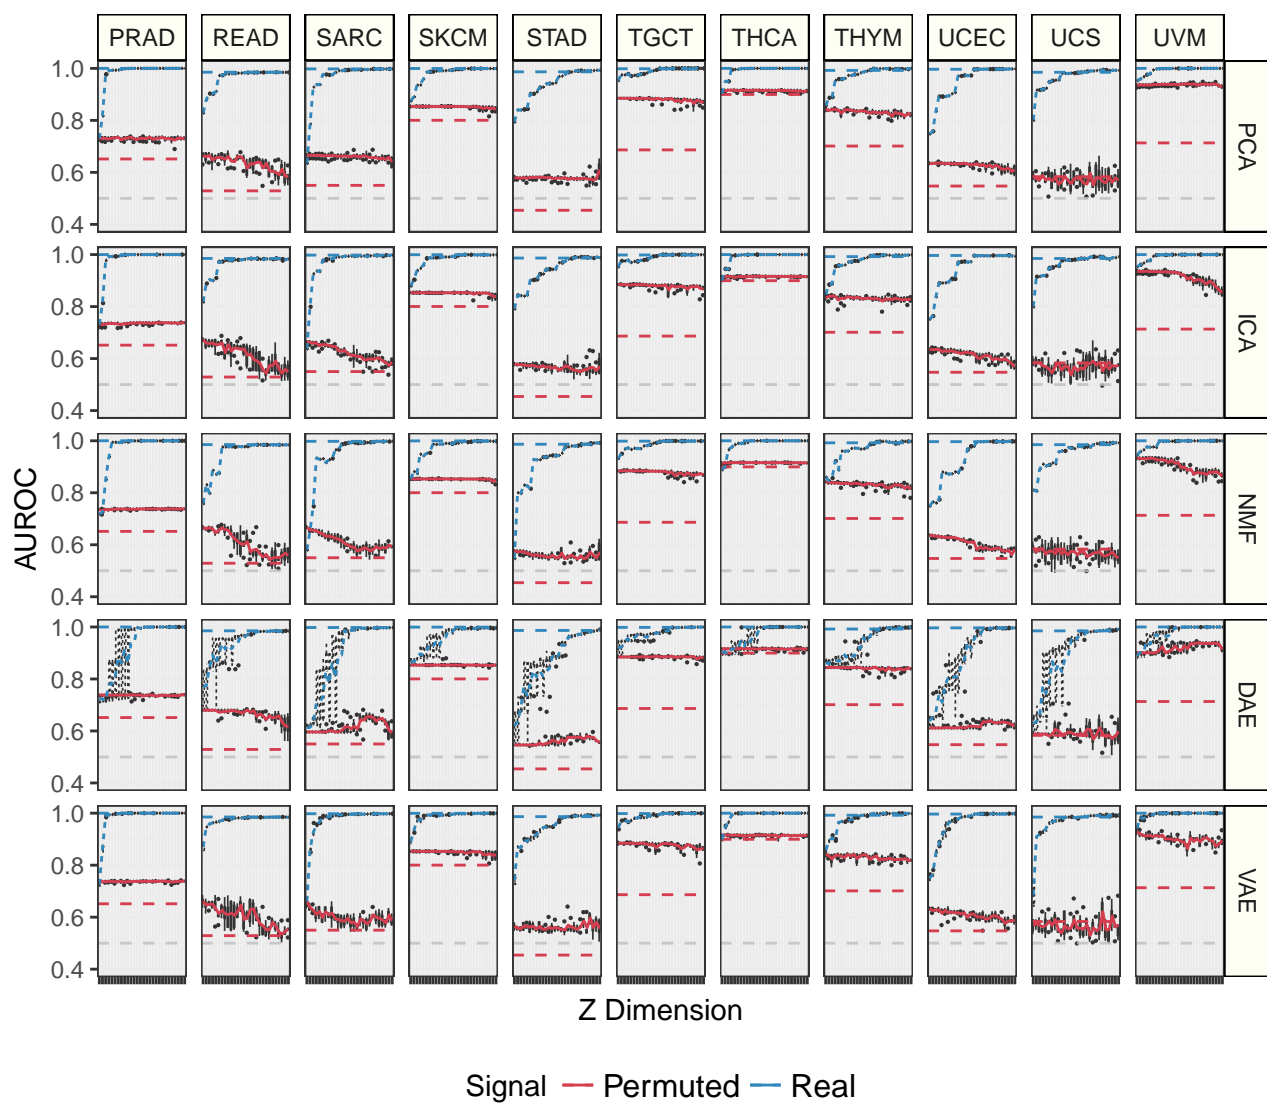 PRAD READ SARC SKCM STAD TGCT THCA THYM UCEC UCS UVM
1.0
0.8
0.6
0.4
PCA
1.0
0.8
0.6
0.4
ICA
1.0
0.8
0.6
0.4
NMF
1.0
0.8
0.6
0.4
DAE
1.0
0.8
0.6
0.4
VAE
AUROC
Z Dimension
Signal Permuted Real